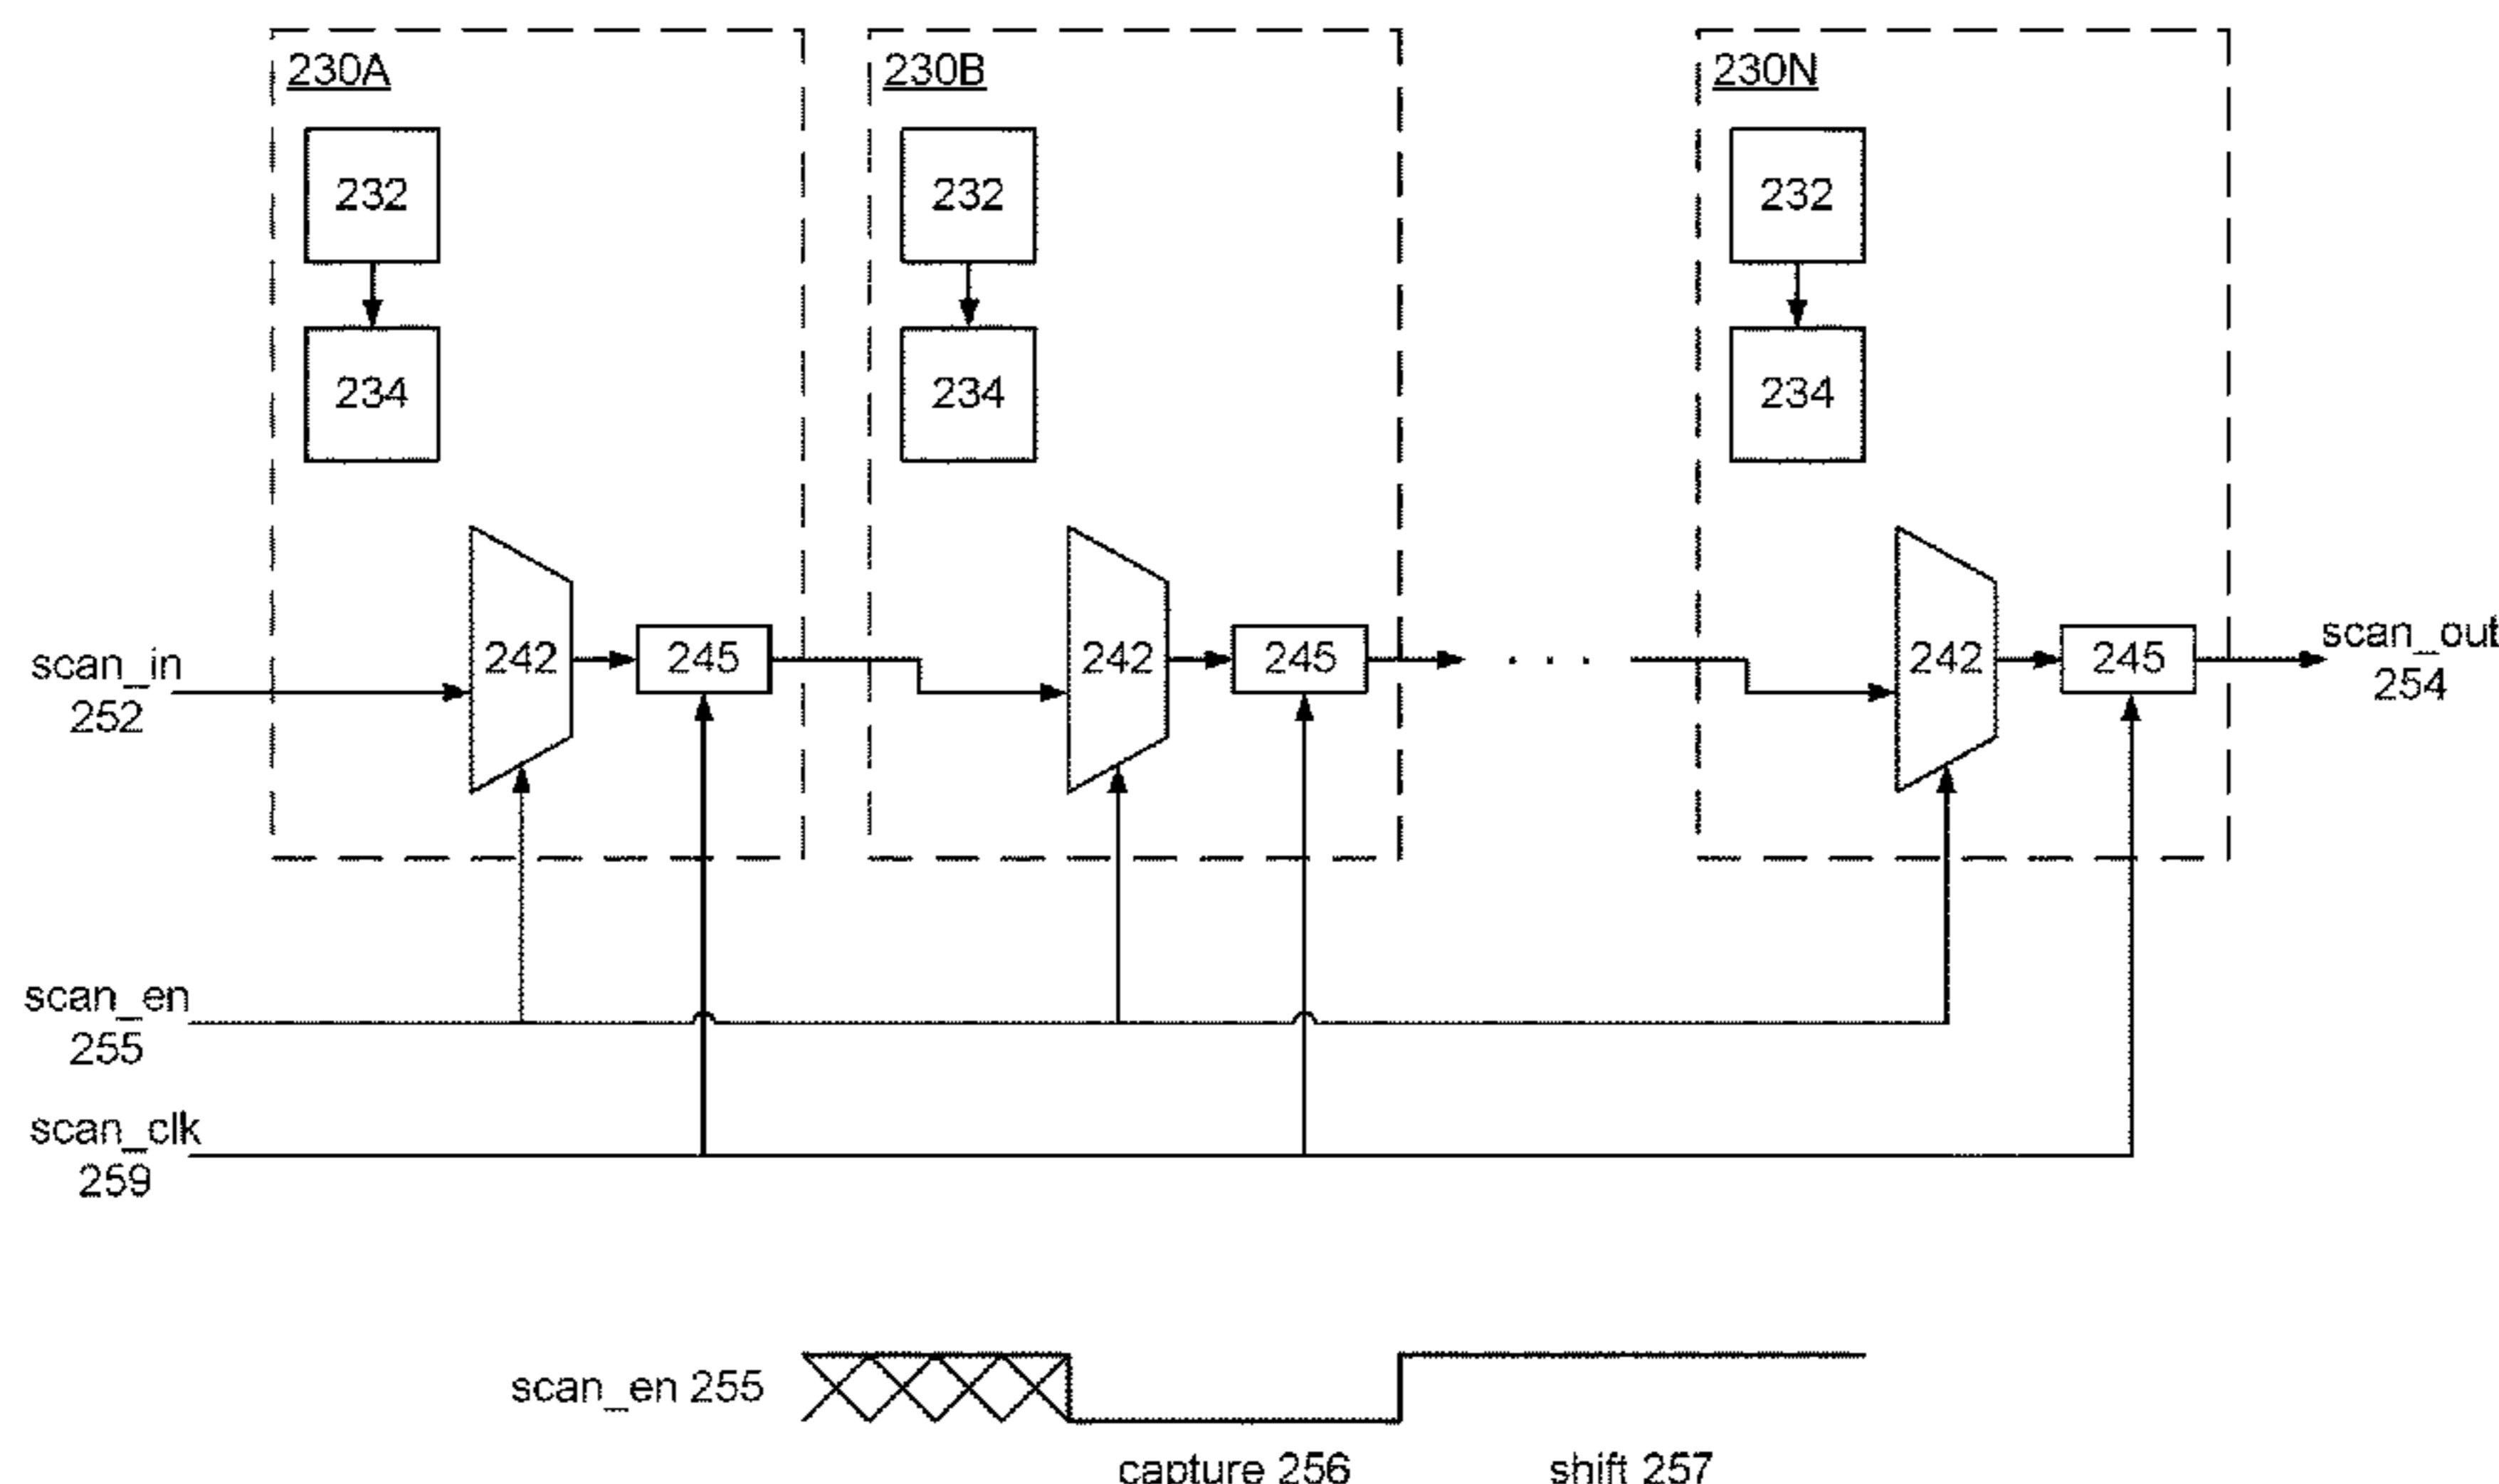 230A
230B
230N
232
232
232
234
234
234
scan_in
252
242
245
242
245
. . .
242
245
scan_out
254
scan_en
255
scan_clk
259
scan_en 255
capture 256
shift 257